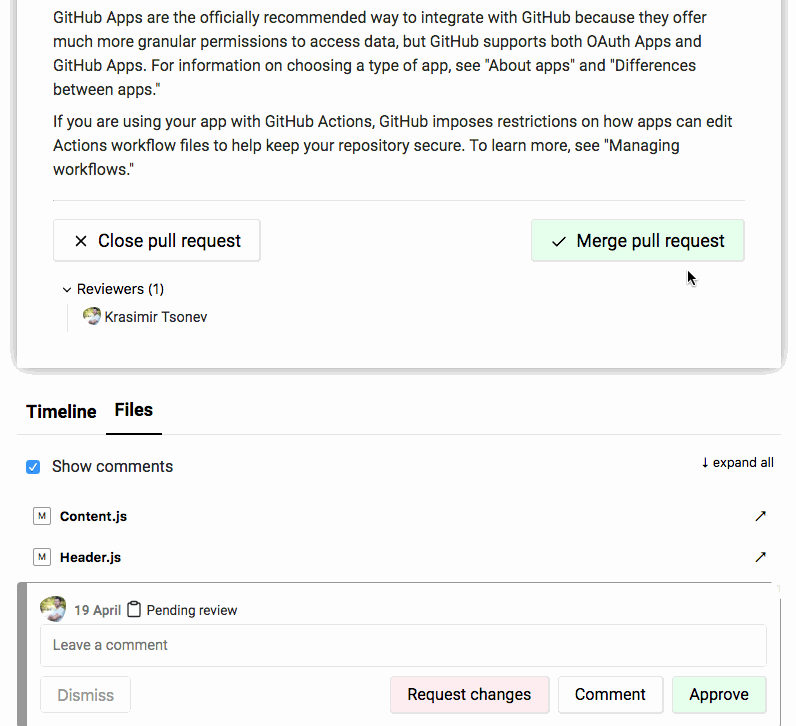 GitHub Apps are the officially recommended way to integrate with GitHub because they offer
much more granular permissions to access data, but GitHub supports both OAuth Apps and
GitHub Apps. For information on choosing a type of app, see "About apps" and "Differences
between apps."
If you are using your app with GitHub Actions, GitHub imposes restrictions on how apps can edit
Actions workflow files to help keep your repository secure. To learn more, see "Managing
workflows."
Close pull request
Merge pull request
Reviewers (1)
Krasimir Tsonev
Timeline
Files
Show comments
↓ expand all
M Content.js
M Header.js
19 April Pending review
Leave a comment
Dismiss
Request changes
Comment
Approve